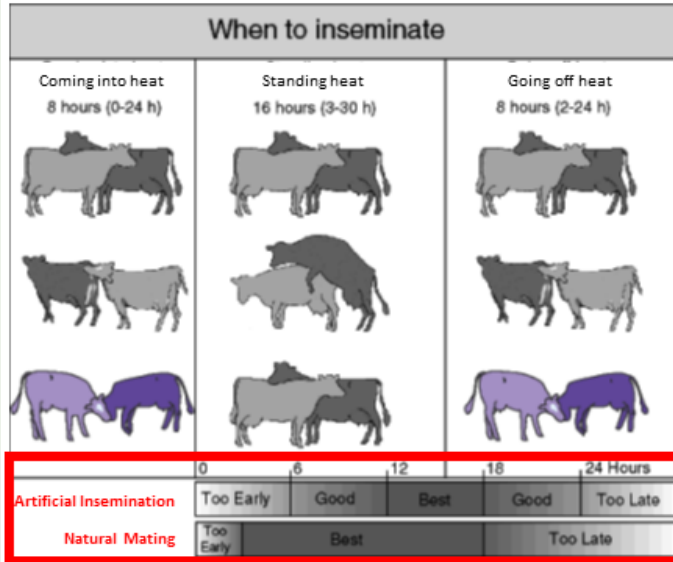 When to inseminate
Coming into heat Standing heat Going off heat
8 hours (0-24 h) 16 hours (3-30 h) 8 hours (2-24 h)
0 6 12 18 24 Hours
Artificial Insemination Too Early Good Best Good Too Late
Natural Mating Too Early Best Too Late